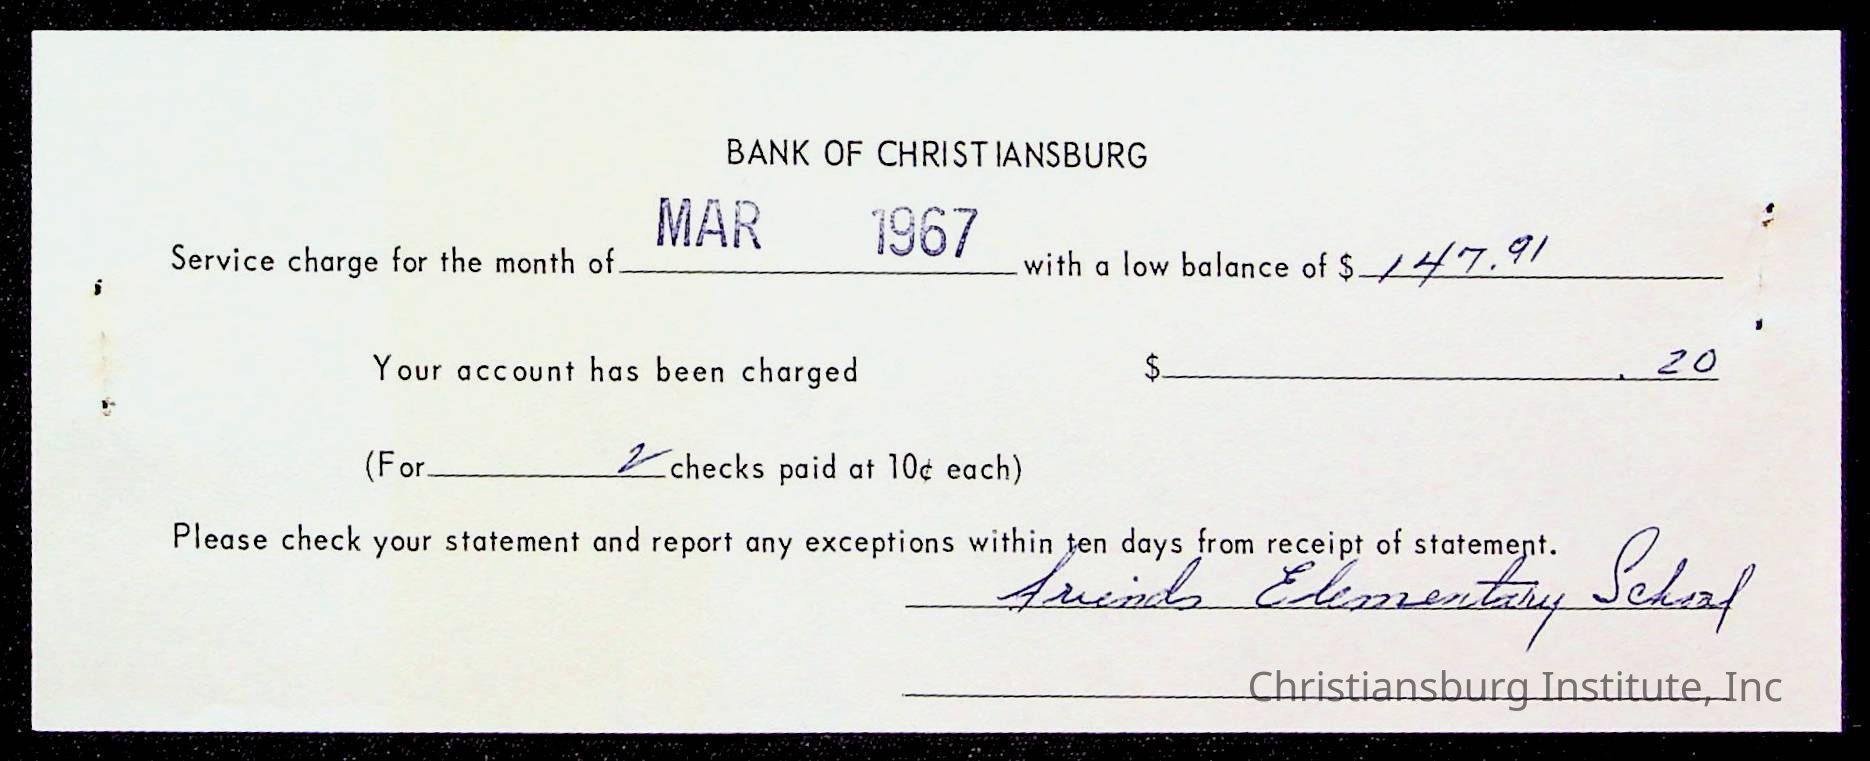 BANK OF CHRISTIANSBURG
Service charge for the month of MAR 1967 with a low balance of $ 147.91
Your account has been charged $ .20
(For 2 checks paid at 10¢ each)
Please check your statement and report any exceptions within ten days from receipt of statement.
Friends Elementary School
Christiansburg Institute, Inc